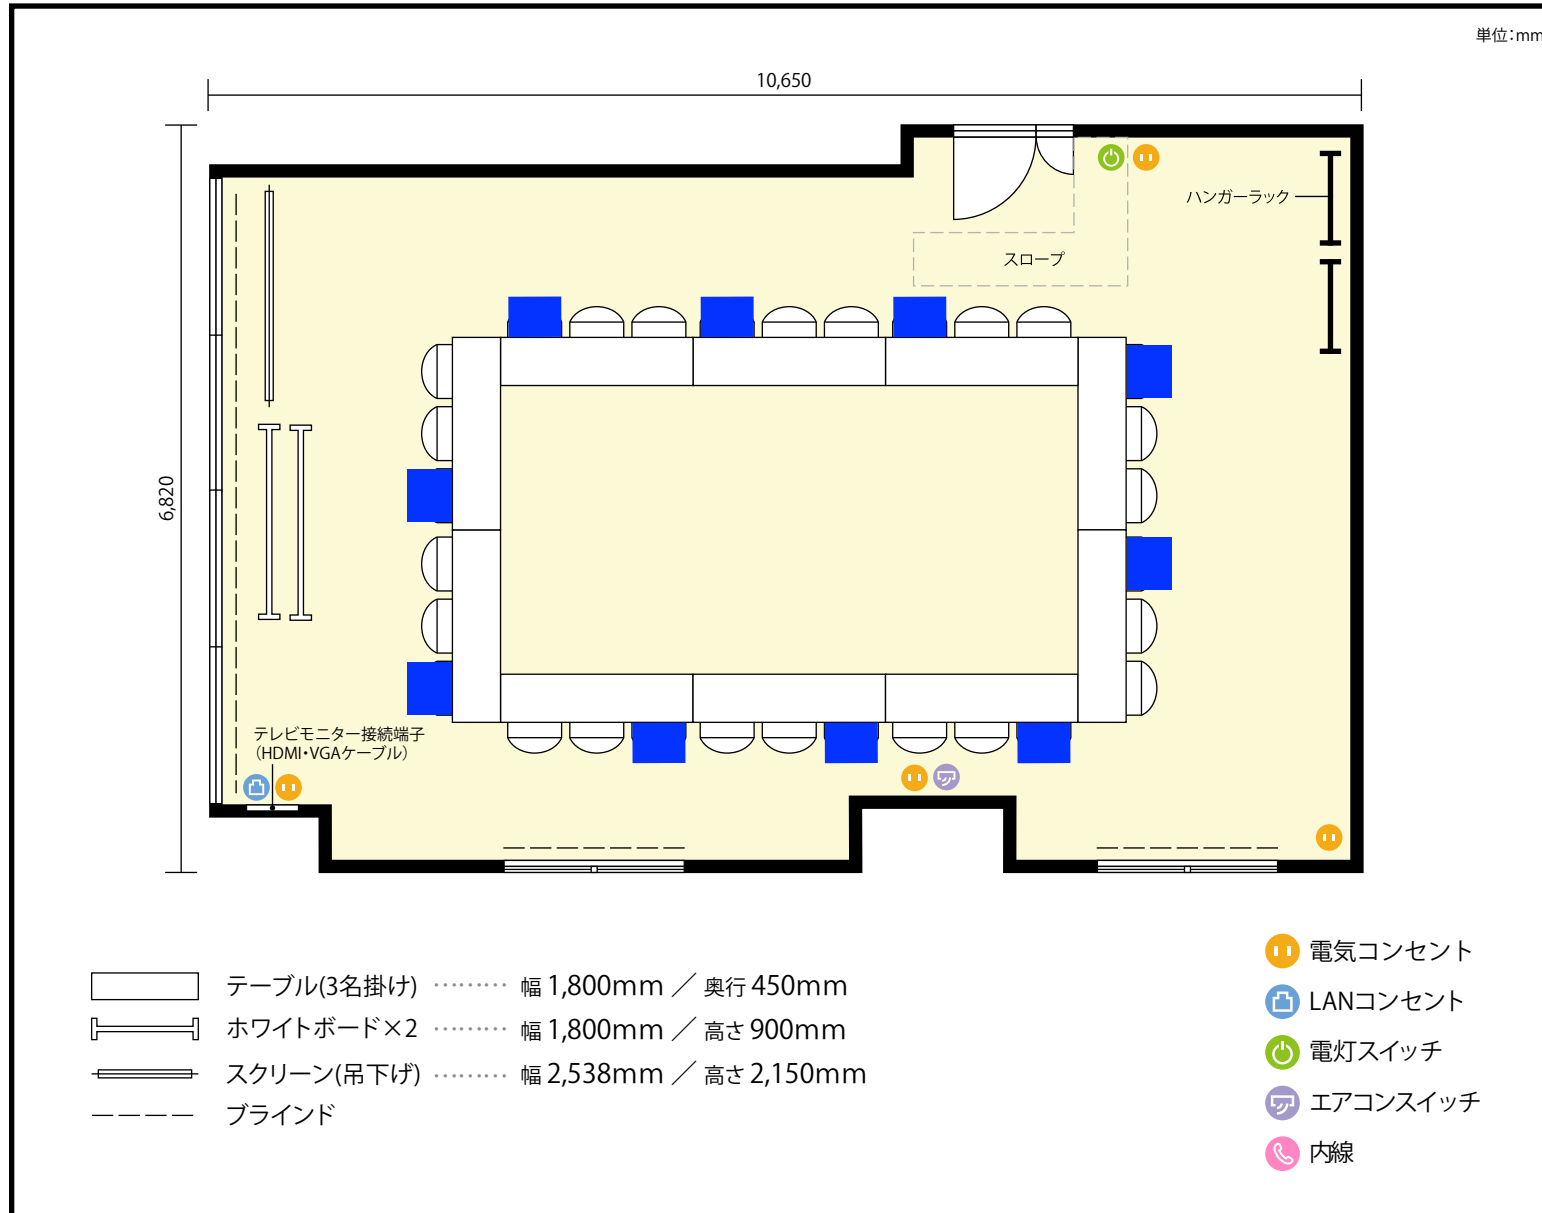 単位:mm
10,650
6,820
ハンガーラック
スロープ
テレビモニター接続端子
(HDMI・VGAケーブル)
テーブル(3名掛け) ········· 幅 1,800mm ／ 奥行 450mm
ホワイトボード×2 ········· 幅 1,800mm ／ 高さ 900mm
スクリーン(吊下げ) ········· 幅 2,538mm ／ 高さ 2,150mm
ブラインド
電気コンセント
LANコンセント
電灯スイッチ
エアコンスイッチ
内線